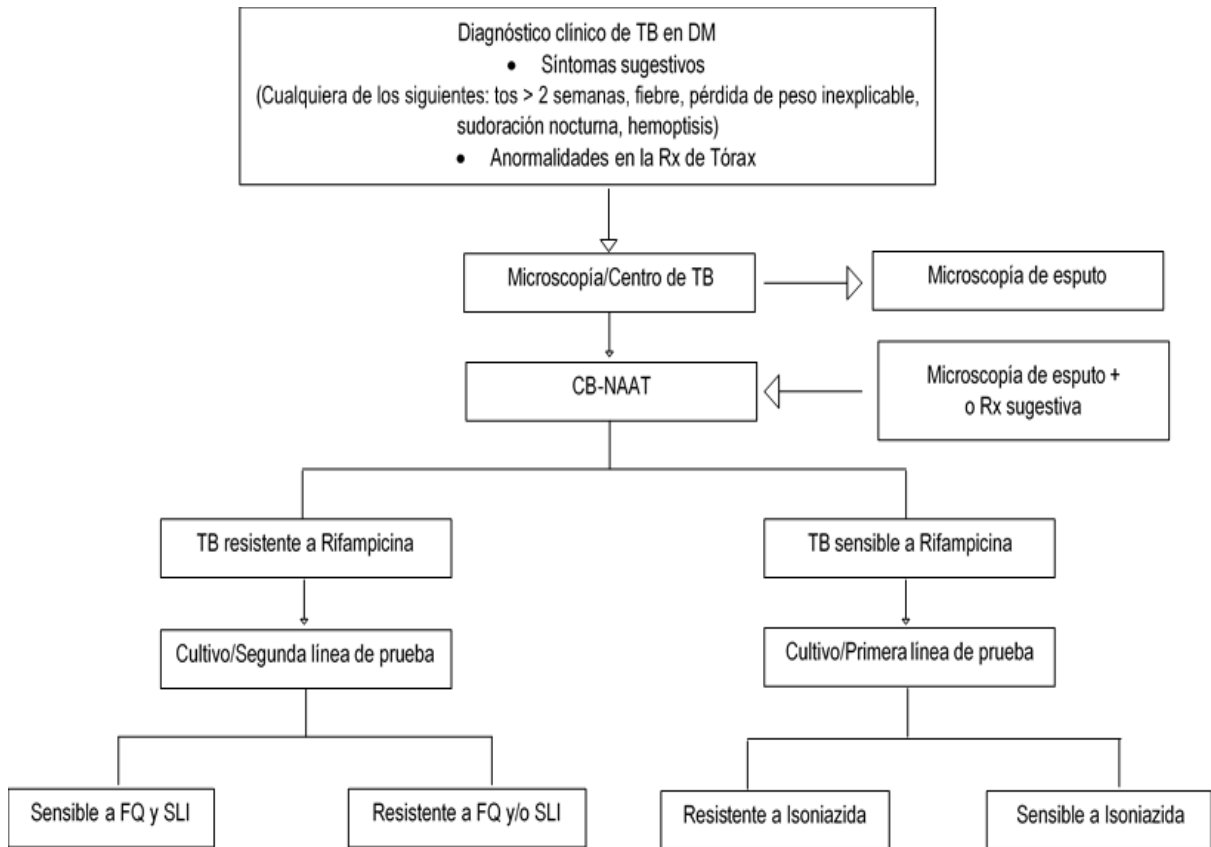 Diagnóstico clínico de TB en DM
• Síntomas sugestivos
(Cualquiera de los siguientes: tos > 2 semanas, fiebre, pérdida de peso inexplicable,
sudoración nocturna, hemoptisis)
• Anormalidades en la Rx de Tórax
Microscopía/Centro de TB
Microscopía de esputo
CB-NAAT
Microscopía de esputo +
o Rx sugestiva
TB resistente a Rifampicina
TB sensible a Rifampicina
Cultivo/Segunda línea de prueba
Cultivo/Primera línea de prueba
Sensible a FQ y SLI
Resistente a FQ y/o SLI
Resistente a Isoniazida
Sensible a Isoniazida